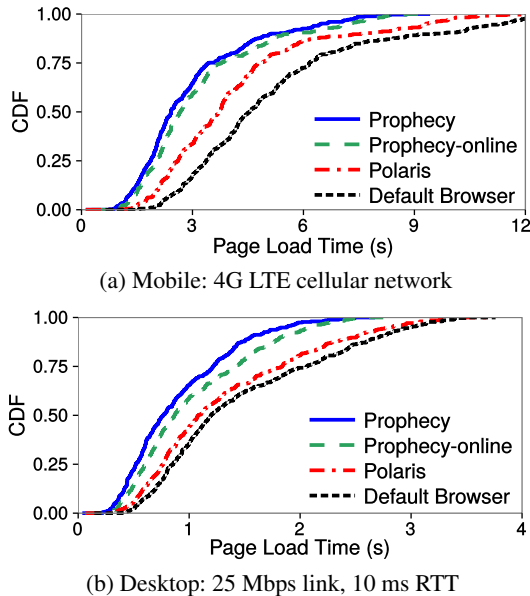 1.00
0.75
0.50
0.25
0.00
CDF
Prophecy
Prophecy-online
Polaris
Default Browser
0 3 6 9 12
Page Load Time (s)
(a) Mobile: 4G LTE cellular network
1.00
0.75
0.50
0.25
0.00
CDF
Prophecy
Prophecy-online
Polaris
Default Browser
0 1 2 3 4
Page Load Time (s)
(b) Desktop: 25 Mbps link, 10 ms RTT